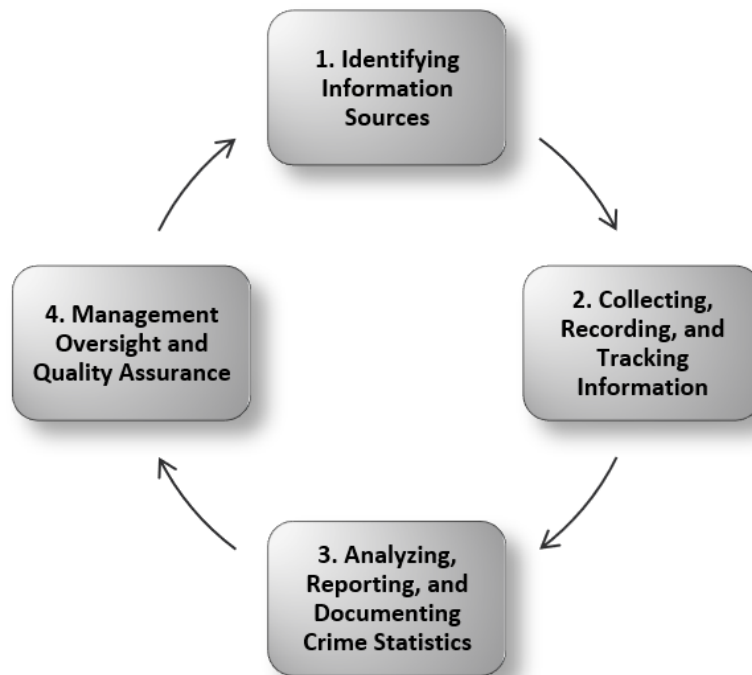 1. Identifying
Information
Sources
2. Collecting,
Recording, and
Tracking
Information
3. Analyzing,
Reporting, and
Documenting
Crime Statistics
4. Management
Oversight and
Quality Assurance